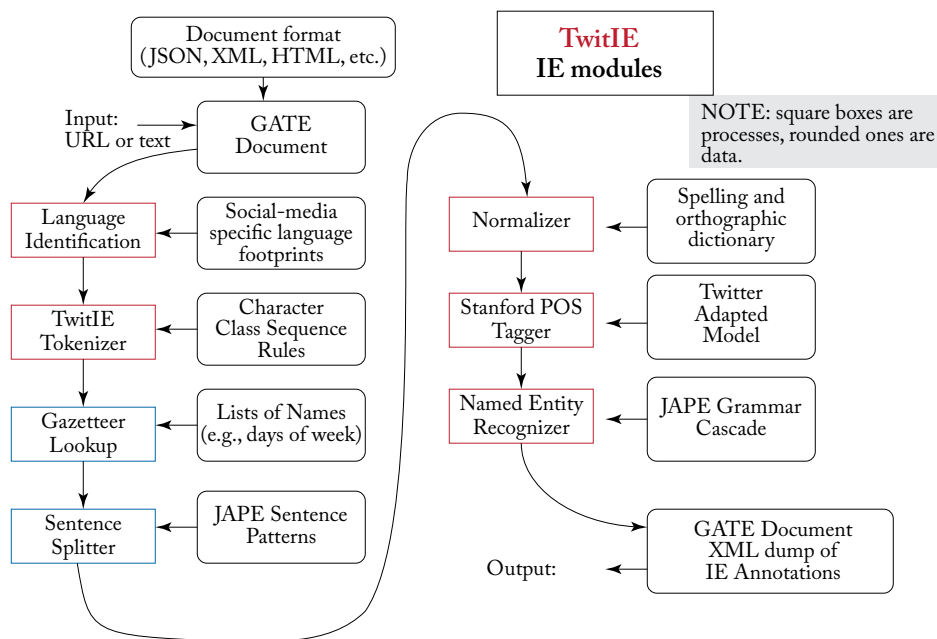 Document format
(JSON, XML, HTML, etc.)
Input:
URL or text
GATE
Document
Language
Identification
Social-media
specific language
footprints
TwitIE
Tokenizer
Character
Class Sequence
Rules
Gazetteer
Lookup
Lists of Names
(e.g., days of week)
Sentence
Splitter
JAPE Sentence
Patterns
TwitIE
IE modules
NOTE: square boxes are
processes, rounded ones are
data.
Normalizer
Spelling and
orthographic
dictionary
Stanford POS
Tagger
Twitter
Adapted
Model
Named Entity
Recognizer
JAPE Grammar
Cascade
Output:
GATE Document
XML dump of
IE Annotations